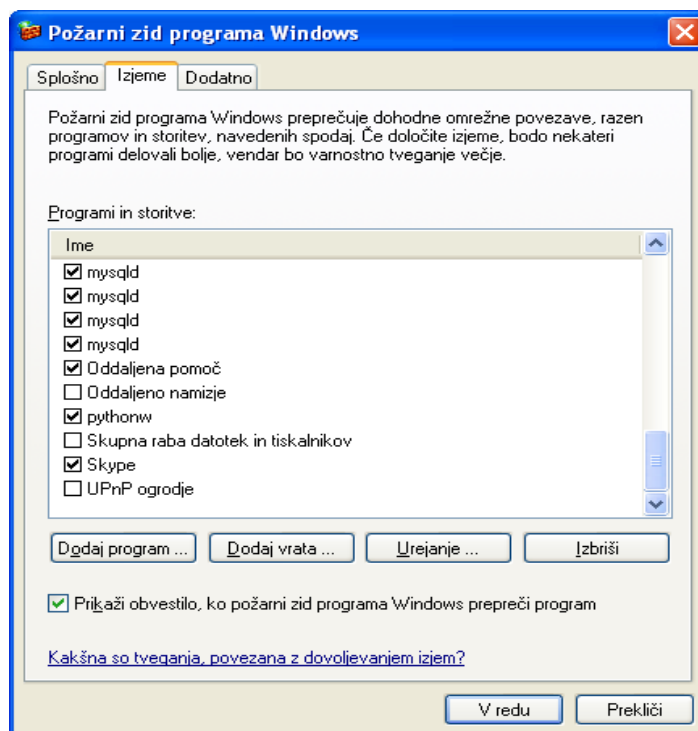 Požarni zid programa Windows
Splošno Izjeme Dodatno
Požarni zid programa Windows preprečuje dohodne omrežne povezave, razen
programov in storitev, navedenih spodaj. Če določite izjeme, bodo nekateri
programi delovali bolje, vendar bo varnostno tveganje večje.
Programi in storitve:
Ime
mysqld
mysqld
mysqld
mysqld
Oddaljena pomoč
Oddaljeno namizje
pythonw
Skupna raba datotek in tiskalnikov
Skype
UPnP ogrodje
Dodaj program ... Dodaj vrata ... Urejanje ... Izbriši
Prikaži obvestilo, ko požarni zid programa Windows prepreči program
Kakšna so tveganja, povezana z dovoljevanjem izjem?
V redu Prekliči